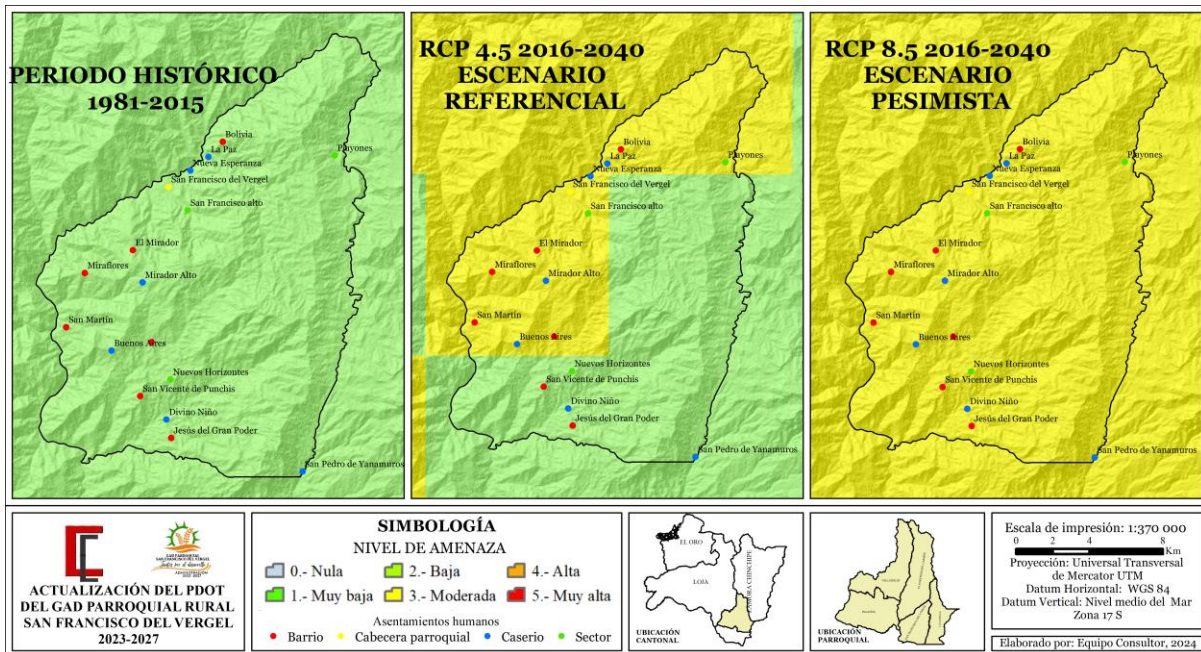 PERIODO HISTÓRICO
1981-2015
Bolivia
La Paz
Playones
Nueva Esperanza
San Francisco del Vergel
San Francisco alto
El Mirador
Miraflores
Mirador Alto
San Martín
Buenos Aires
Nuevos Horizontes
San Vicente de Punchis
Divino Niño
Jesús del Gran Poder
San Pedro de Yanamuros
RCP 4.5 2016-2040
ESCENARIO
REFERENCIAL
Bolivia
La Paz
Playones
Nueva Esperanza
San Francisco del Vergel
San Francisco alto
El Mirador
Miraflores
Mirador Alto
San Martín
Buenos Aires
Nuevos Horizontes
San Vicente de Punchis
Divino Niño
Jesús del Gran Poder
San Pedro de Yanamuros
RCP 8.5 2016-2040
ESCENARIO
PESIMISTA
Bolivia
La Paz
Playones
Nueva Esperanza
San Francisco del Vergel
San Francisco alto
El Mirador
Miraflores
Mirador Alto
San Martín
Buenos Aires
Nuevos Horizontes
San Vicente de Punchis
Divino Niño
Jesús del Gran Poder
San Pedro de Yanamuros
GAD PARROQUIAL
SAN FRANCISCO DEL VERGEL
ACTUALIZACIÓN DEL PDOT
DEL GAD PARROQUIAL RURAL
SAN FRANCISCO DEL VERGEL
2023-2027
SIMBOLOGÍA
NIVEL DE AMENAZA
0.- Nula
2.- Baja
4.- Alta
1.- Muy baja
3.- Moderada
5.- Muy alta
Asentamientos humanos
Barrio
Cabecera parroquial
Caserio
Sector
EL ORO
LOJA
ZAMORA CHINCHIPE
UBICACIÓN
CANTONAL
UBICACIÓN
PARROQUIAL
Escala de impresión: 1:370 000
0 2 4 8
Km
Proyección: Universal Transversal
de Mercator UTM
Datum Horizontal: WGS 84
Datum Vertical: Nivel medio del Mar
Zona 17 S
Elaborado por: Equipo Consultor, 2024